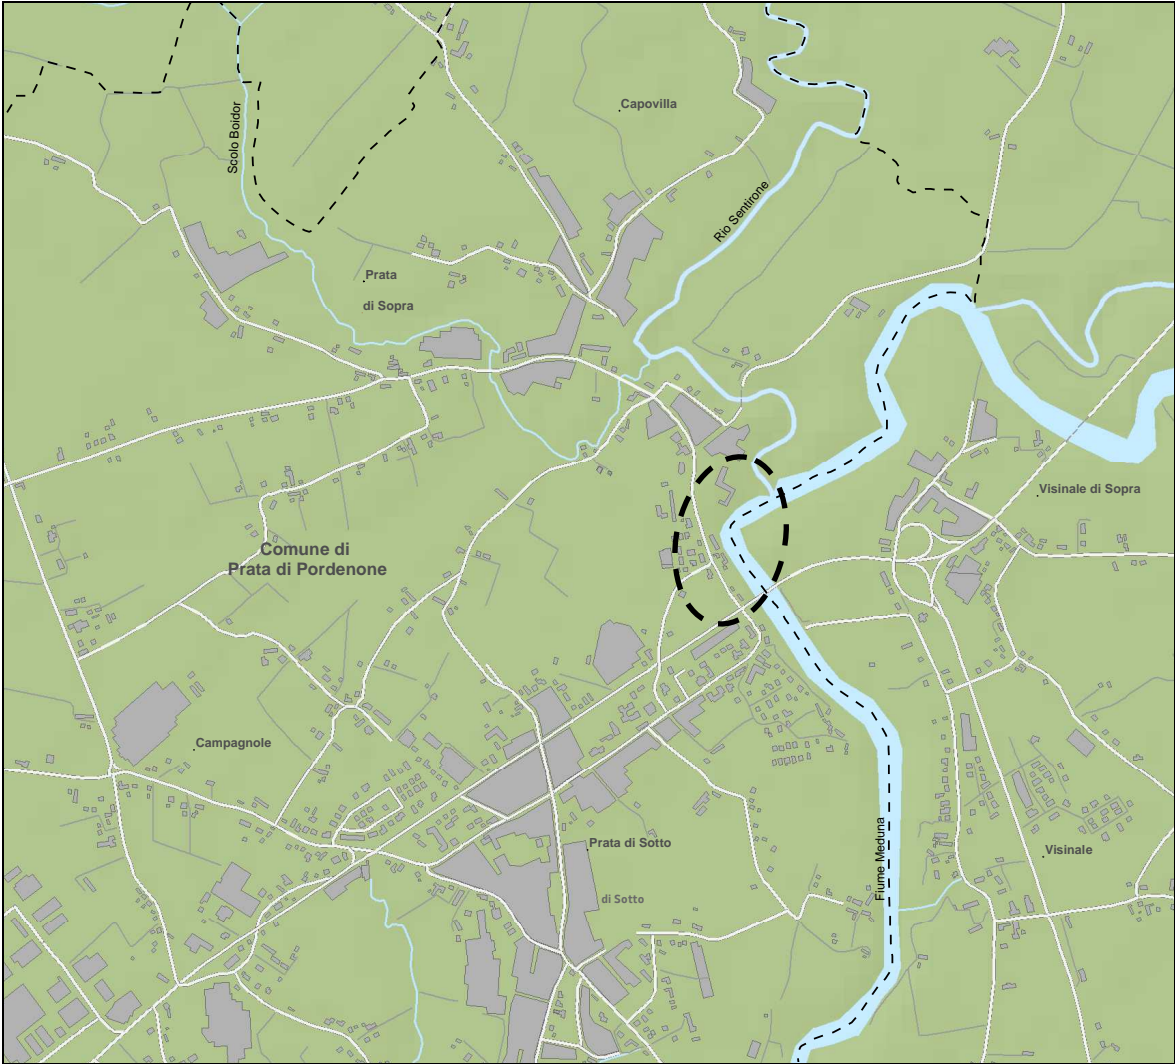 Capovilla
Scolo Boidor
Rio Sentirone
Prata
di Sopra
Visinale di Sopra
Comune di
Prata di Pordenone
Campagnole
Prata di Sotto
di Sotto
Fiume Meduna
Visinale